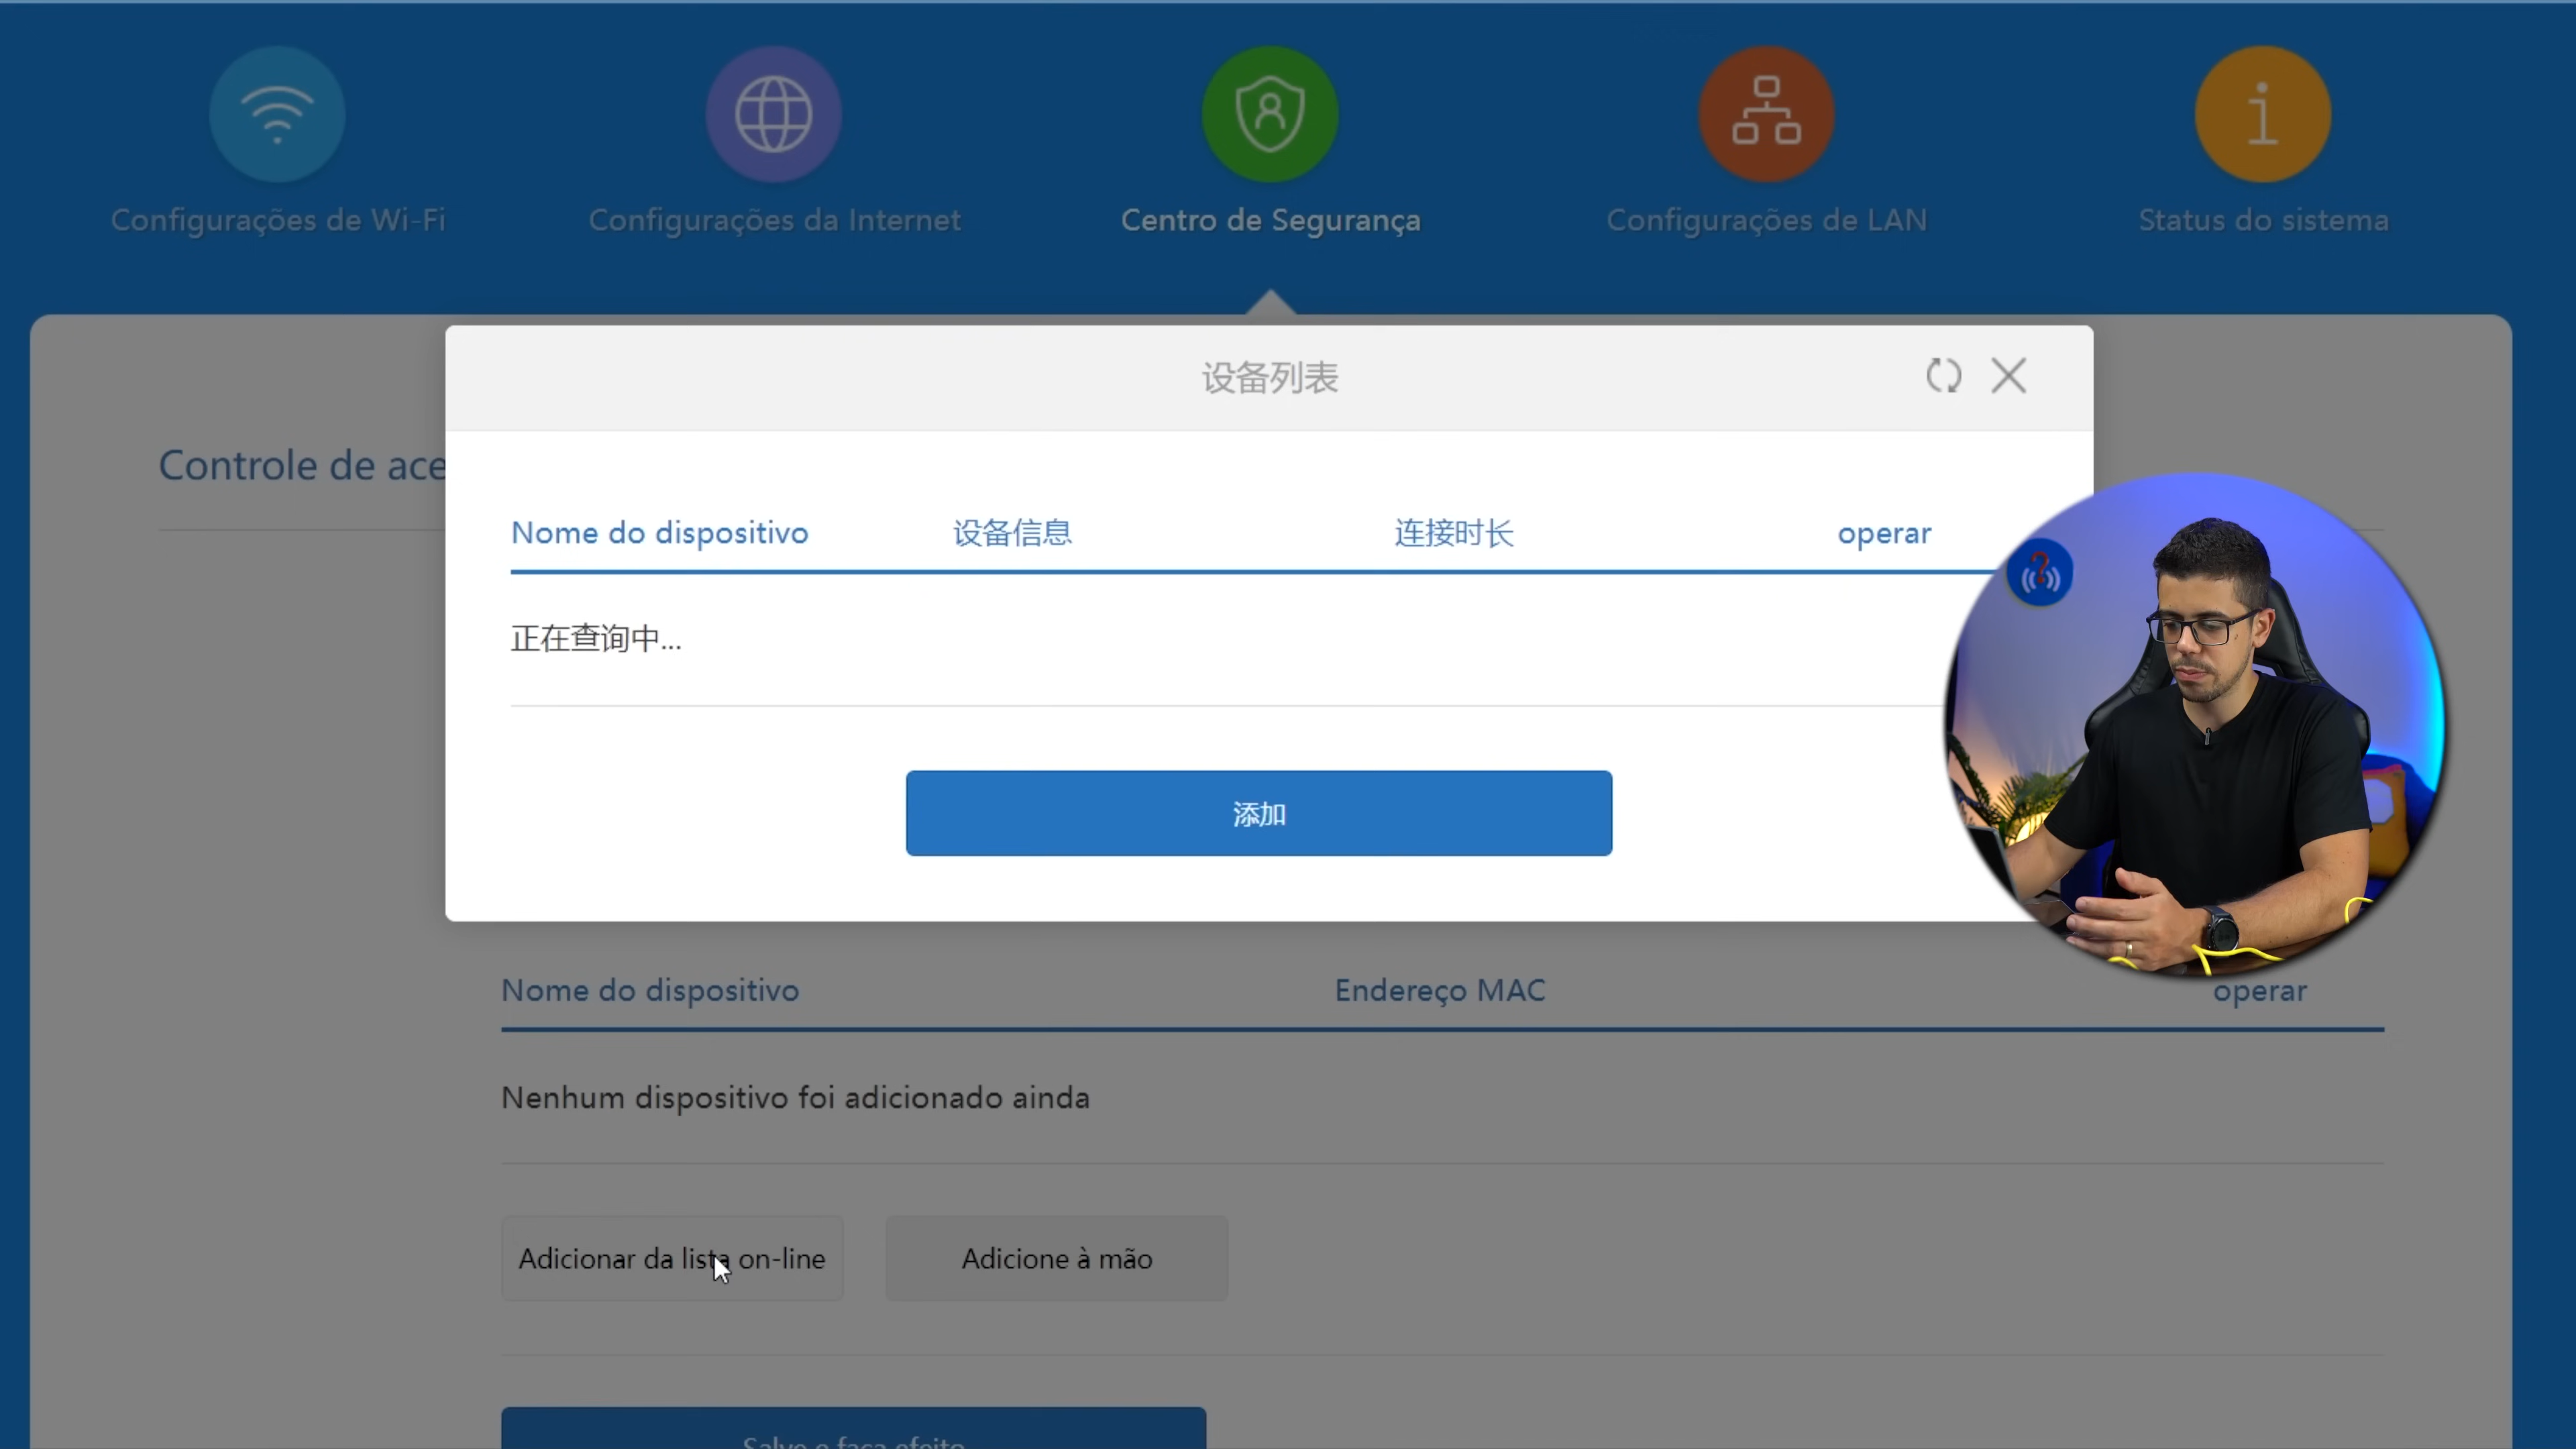 Configurações de Wi-Fi
Configurações da Internet
Centro de Segurança
Configurações de LAN
Status do sistema
设备列表
Controle de ace
Nome do dispositivo 设备信息 连接时长 operar
正在查询中...
添加
Nome do dispositivo Endereço MAC operar
Nenhum dispositivo foi adicionado ainda
Adicionar da lista on-line
Adicione à mão
Salve e faça efeito